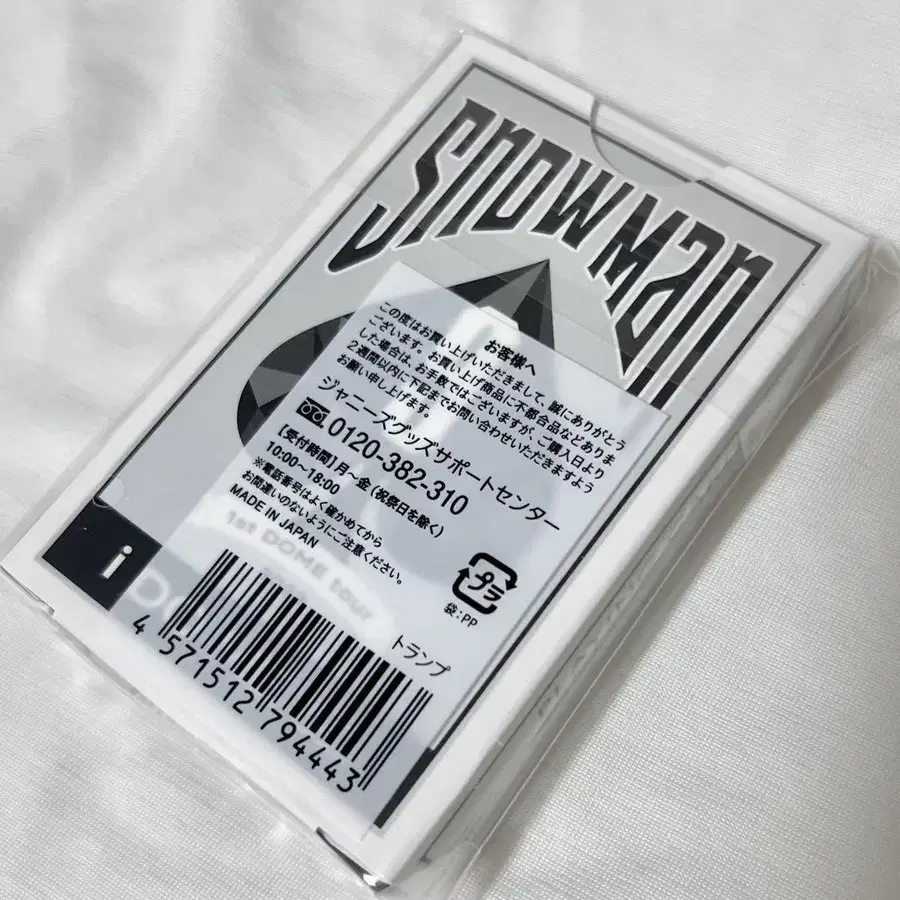 Snow Man
お客様へ
この度はお買い上げいただきまして、誠にありがとう
ございます。お買い上げ商品に不都合品などありま
した場合は、お手数ではございますが、ご購入日より
2週間以内に下記までお問い合わせいただきますよう
お願い申し上げます。
ジャニーズグッズサポートセンター
0120-382-310
【受付時間】月〜金(祝祭日を除く)
10:00〜18:00
※電話番号はよく確かめてから
お間違いのないようにご注意ください。
MADE IN JAPAN
1st DOME tour
i
DO
プラ
袋:PP
トランプ
4 571512 794443